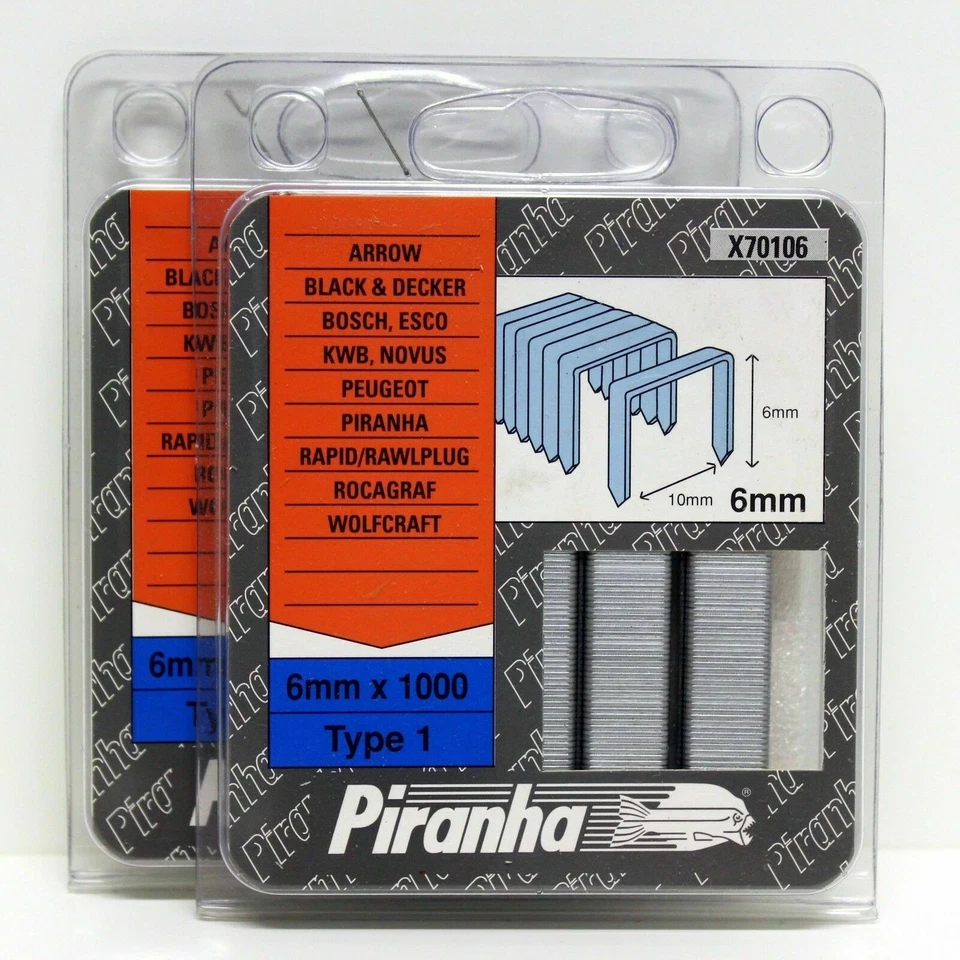 ARROW
BLACK & DECKER
BOSCH, ESCO
KWB, NOVUS
PEUGEOT
PIRANHA
RAPID/RAWLPLUG
ROCAGRAF
WOLFCRAFT
6mm x 1000
Type 1
X70106
6mm
10mm
6mm
Piranha
®